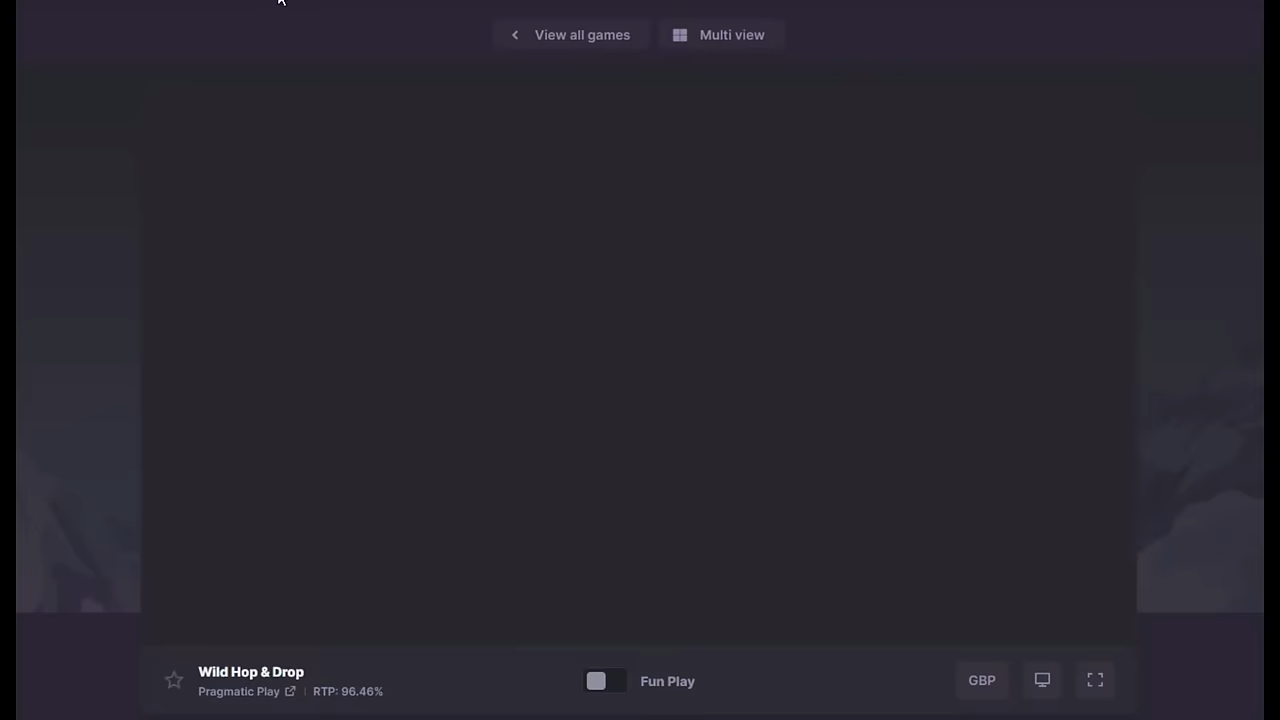 View all games
Multi view
Wild Hop & Drop
Pragmatic Play
RTP: 96.46%
Fun Play
GBP